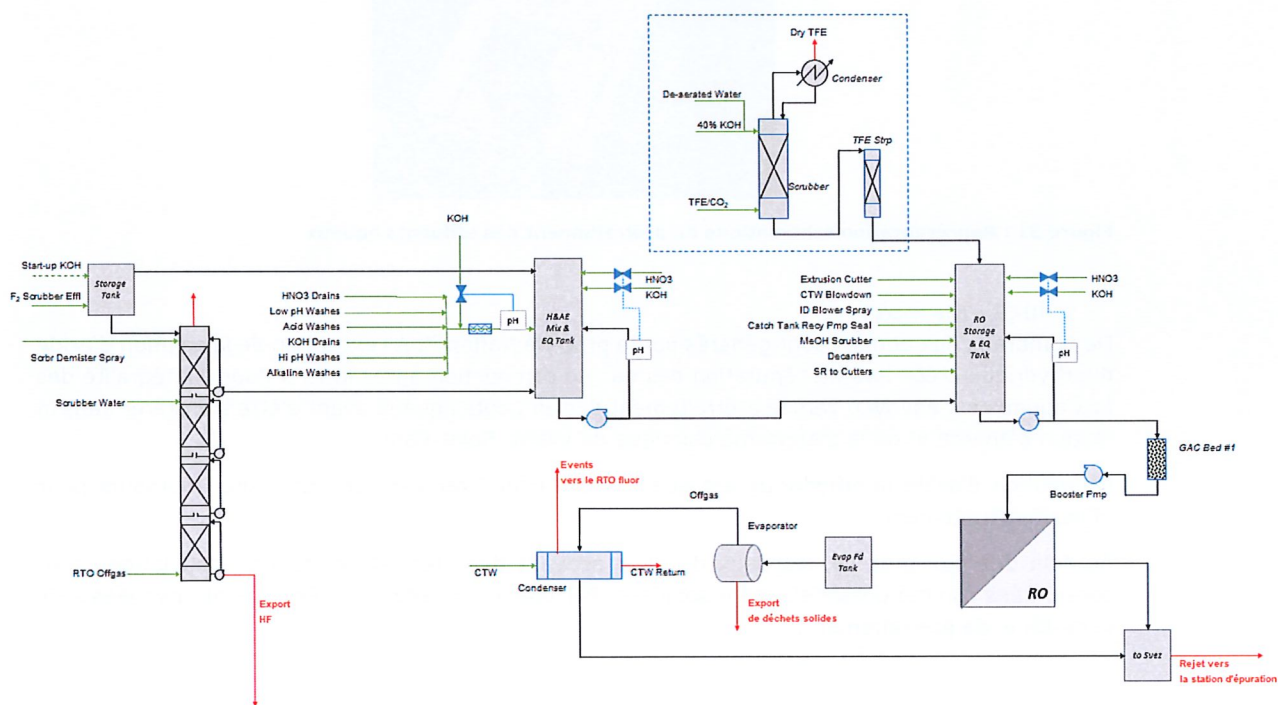 Dry TFE
Condenser
De-aerated Water
40% KOH
TFE Strp
Scrubber
TFE/CO₂
KOH
Start-up KOH
Storage
Tank
F₂ Scrubber Effl
HNO3 Drains
Low pH Washes
Acid Washes
KOH Drains
Hi pH Washes
Alkaline Washes
pH
H&AE
Mix &
EQ Tank
HNO3
KOH
pH
Extrusion Cutter
CTW Blowdown
ID Blower Spray
Catch Tank Recy Pmp Seal
MeOH Scrubber
Decanters
SR to Cutters
RO
Storage
& EQ
Tank
HNO3
KOH
pH
Scrbr Demister Spray
Scrubber Water
RTO Offgas
Export
HF
GAC Bed #1
Booster Pmp
Events
vers le RTO fluor
Offgas
Evaporator
CTW
Condenser
CTW Return
Evap Fd
Tank
RO
Export
de déchets solides
to Suez
Rejet vers
la station d'épuration